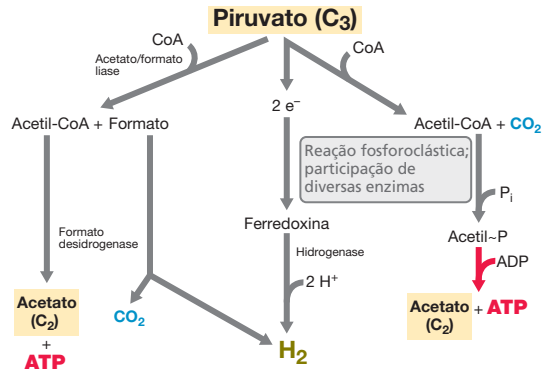 Piruvato (C₃)
CoA
Acetato/formato
liase
CoA
2 e⁻
Acetil-CoA + Formato
Acetil-CoA + CO₂
Reação fosforoclástica;
participação de
diversas enzimas
Pᵢ
Ferredoxina
Acetil~P
Formato
desidrogenase
Hidrogenase
ADP
2 H⁺
Acetato
(C₂)
+
ATP
CO₂
H₂
Acetato
(C₂)
+ ATP